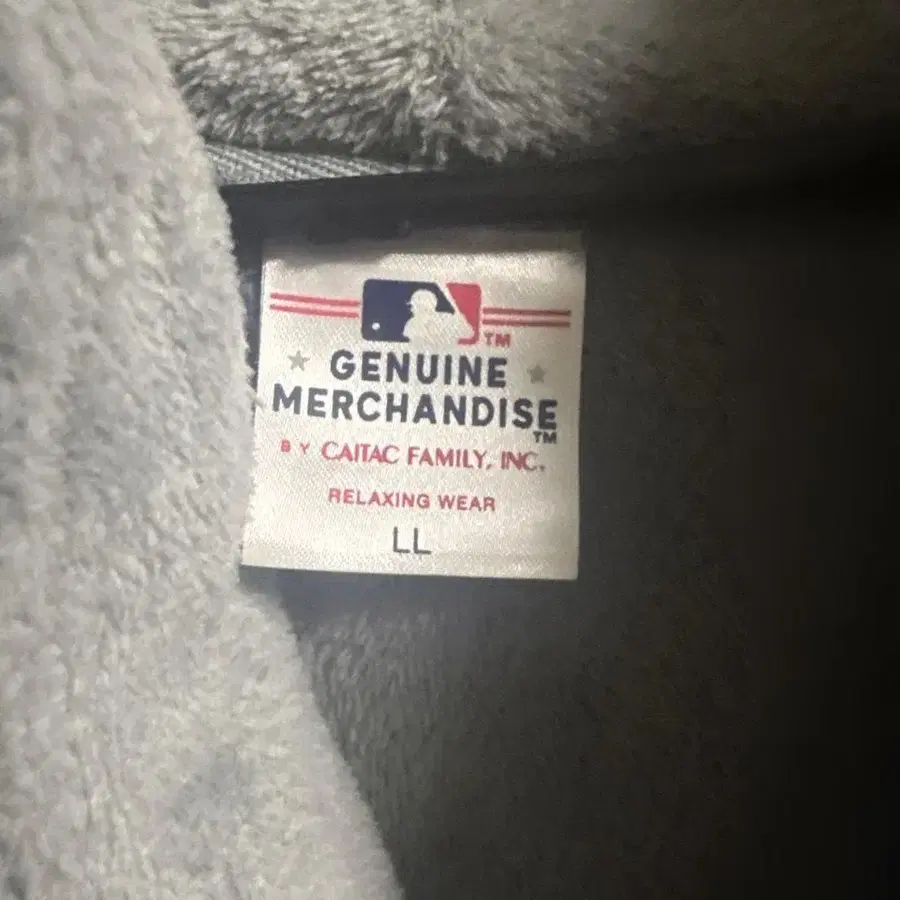 TM
GENUINE
MERCHANDISE
TM
BY CAITAC FAMILY, INC.
RELAXING WEAR
LL